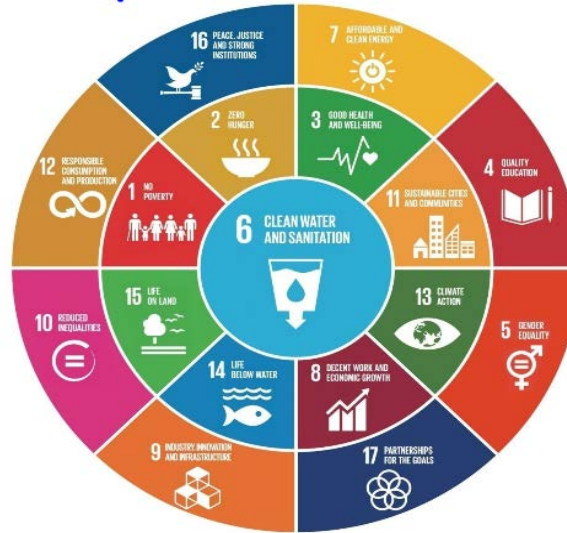 16 PEACE, JUSTICE
AND STRONG
INSTITUTIONS
7 AFFORDABLE AND
CLEAN ENERGY
2 ZERO
HUNGER
3 GOOD HEALTH
AND WELL-BEING
12 RESPONSIBLE
CONSUMPTION
AND PRODUCTION
4 QUALITY
EDUCATION
1 NO
POVERTY
11 SUSTAINABLE CITIES
AND COMMUNITIES
6 CLEAN WATER
AND SANITATION
15 LIFE
ON LAND
13 CLIMATE
ACTION
10 REDUCED
INEQUALITIES
5 GENDER
EQUALITY
14 LIFE
BELOW WATER
8 DECENT WORK AND
ECONOMIC GROWTH
9 INDUSTRY, INNOVATION
AND INFRASTRUCTURE
17 PARTNERSHIPS
FOR THE GOALS